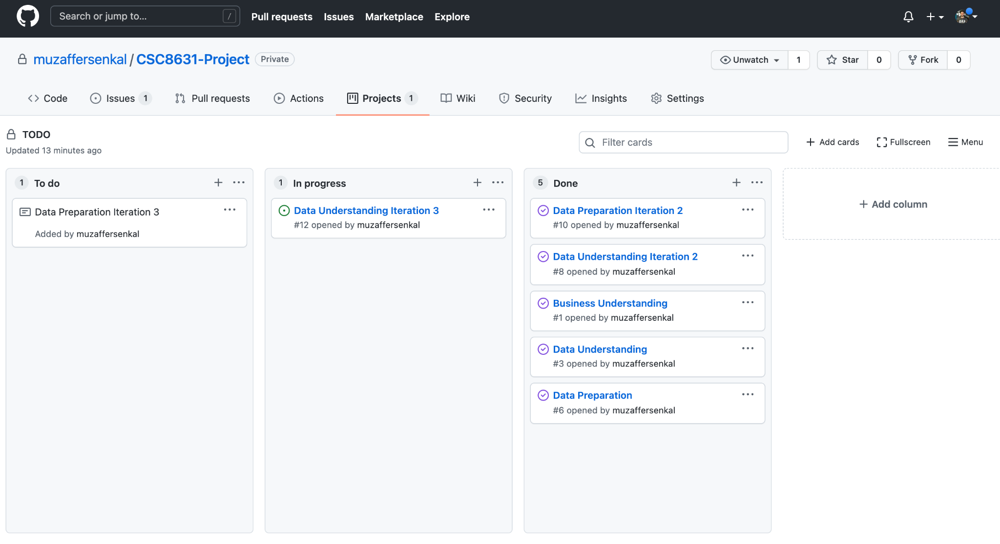 Search or jump to... /
Pull requests Issues Marketplace Explore
muzaffersenkal / CSC8631-Project Private
Unwatch 1 Star 0 Fork 0
Code Issues 1 Pull requests Actions Projects 1 Wiki Security Insights Settings
TODO
Updated 13 minutes ago
Filter cards
+ Add cards Fullscreen Menu
1 To do + ...
Data Preparation Iteration 3 ...
Added by muzaffersenkal
1 In progress + ...
Data Understanding Iteration 3 ...
#12 opened by muzaffersenkal
5 Done + ...
Data Preparation Iteration 2 ...
#10 opened by muzaffersenkal
Data Understanding Iteration 2 ...
#8 opened by muzaffersenkal
Business Understanding ...
#1 opened by muzaffersenkal
Data Understanding ...
#3 opened by muzaffersenkal
Data Preparation ...
#6 opened by muzaffersenkal
+ Add column